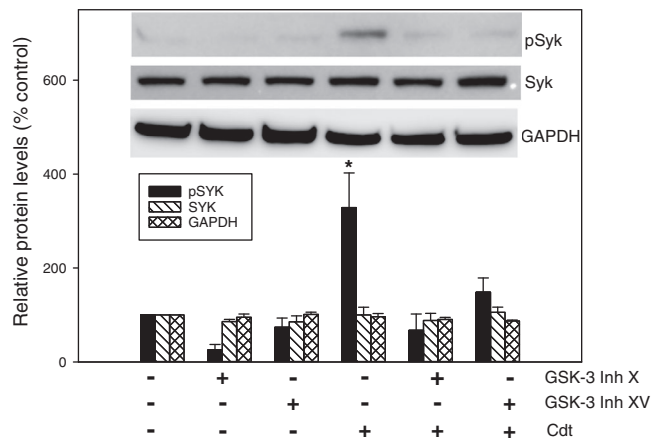 pSyk
Syk
GAPDH
Relative protein levels (% control)
600
400
200
0
*
pSYK
SYK
GAPDH
- + - - + - GSK-3 Inh X
- - + - - + GSK-3 Inh XV
- - - + + + Cdt